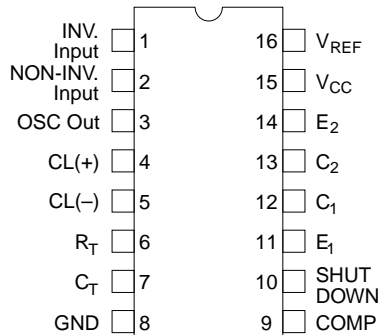 INV.
Input
1
16
VREF
NON-INV.
Input
2
15
VCC
OSC Out
3
14
E2
CL(+)
4
13
C2
CL(–)
5
12
C1
RT
6
11
E1
CT
7
10
SHUT
DOWN
GND
8
9
COMP